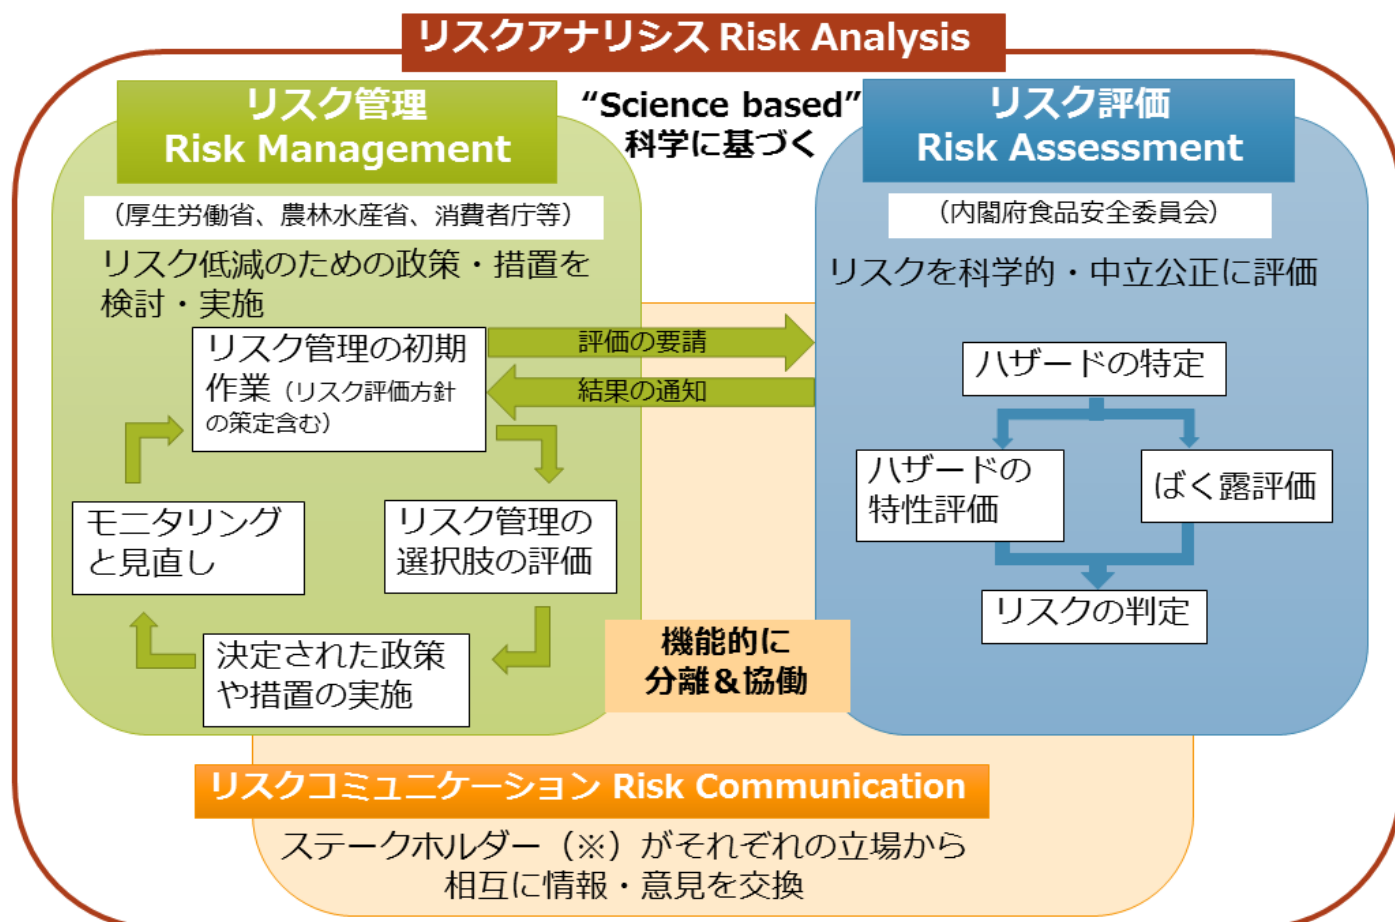 リスクアナリシス Risk Analysis
リスク管理
Risk Management
（厚生労働省、農林水産省、消費者庁等）
リスク低減のための政策・措置を
検討・実施
“Science based”
科学に基づく
リスク評価
Risk Assessment
（内閣府食品安全委員会）
リスクを科学的・中立公正に評価
リスク管理の初期
作業（リスク評価方針
の策定含む）
評価の要請
結果の通知
リスク管理の
選択肢の評価
決定された政策
や措置の実施
モニタリング
と見直し
ハザードの特定
ハザードの
特性評価
ばく露評価
リスクの判定
機能的に
分離＆協働
リスクコミュニケーション Risk Communication
ステークホルダー（※）がそれぞれの立場から
相互に情報・意見を交換